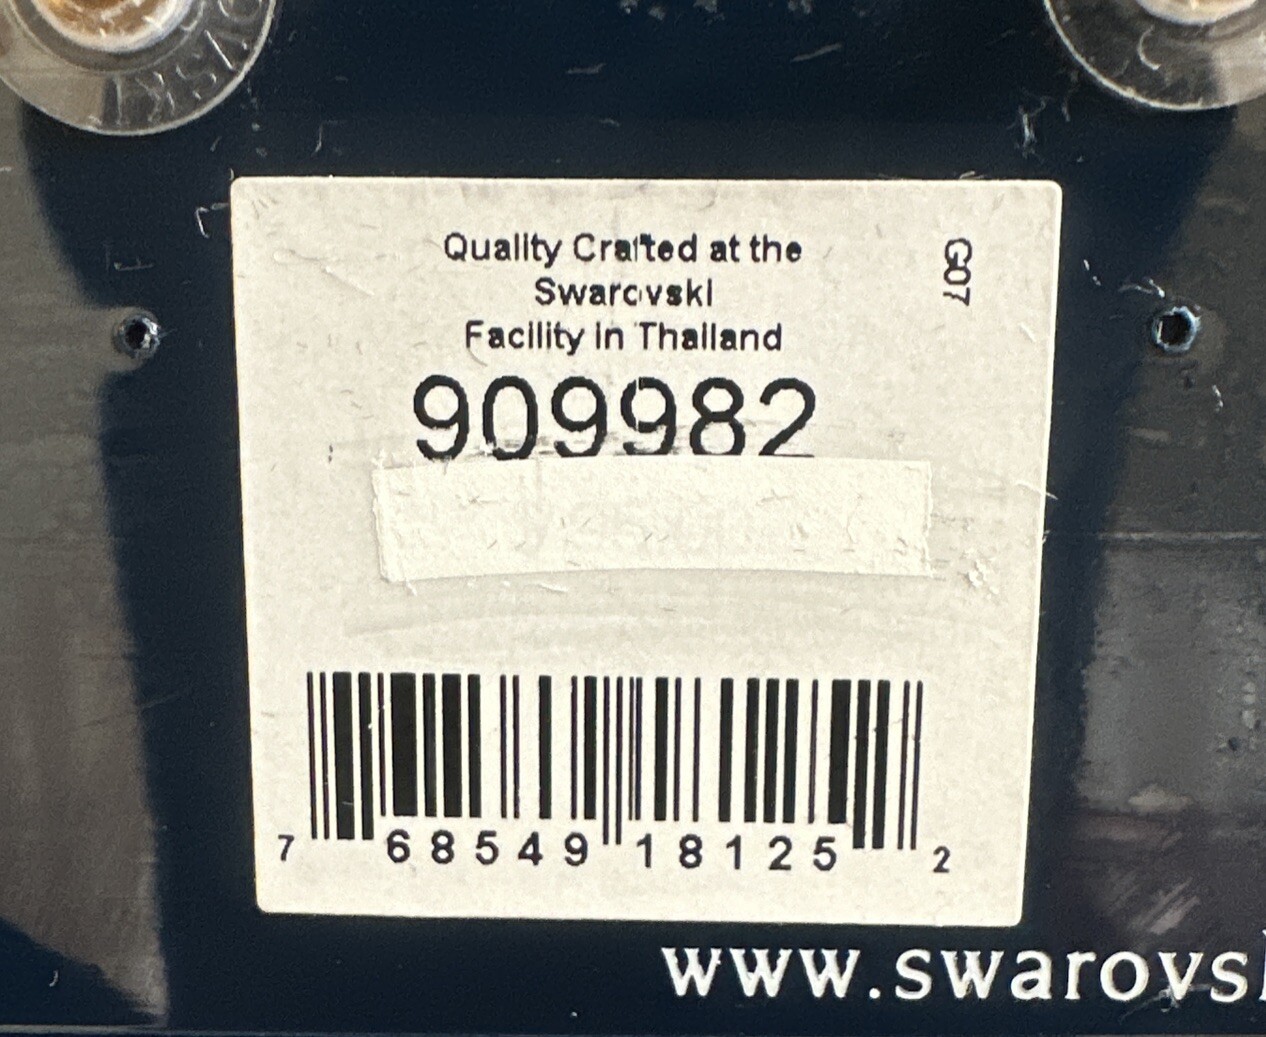 Quality Crafted at the
Swarovski
Facility in Thailand
G07
909982
7 68549 18125 2
www.swarovsk